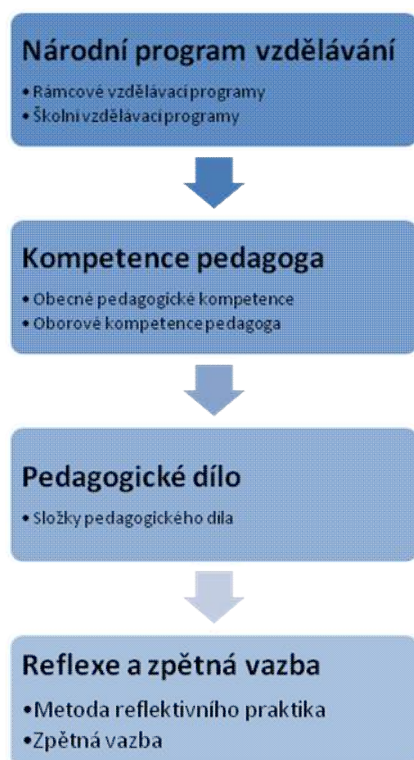 Národní program vzdělávání
• Rámcové vzdělávací programy
• Školní vzdělávací programy
Kompetence pedagoga
• Obecné pedagogické kompetence
• Oborové kompetence pedagoga
Pedagogické dílo
• Složky pedagogického díla
Reflexe a zpětná vazba
•Metoda reflektivního praktika
•Zpětná vazba